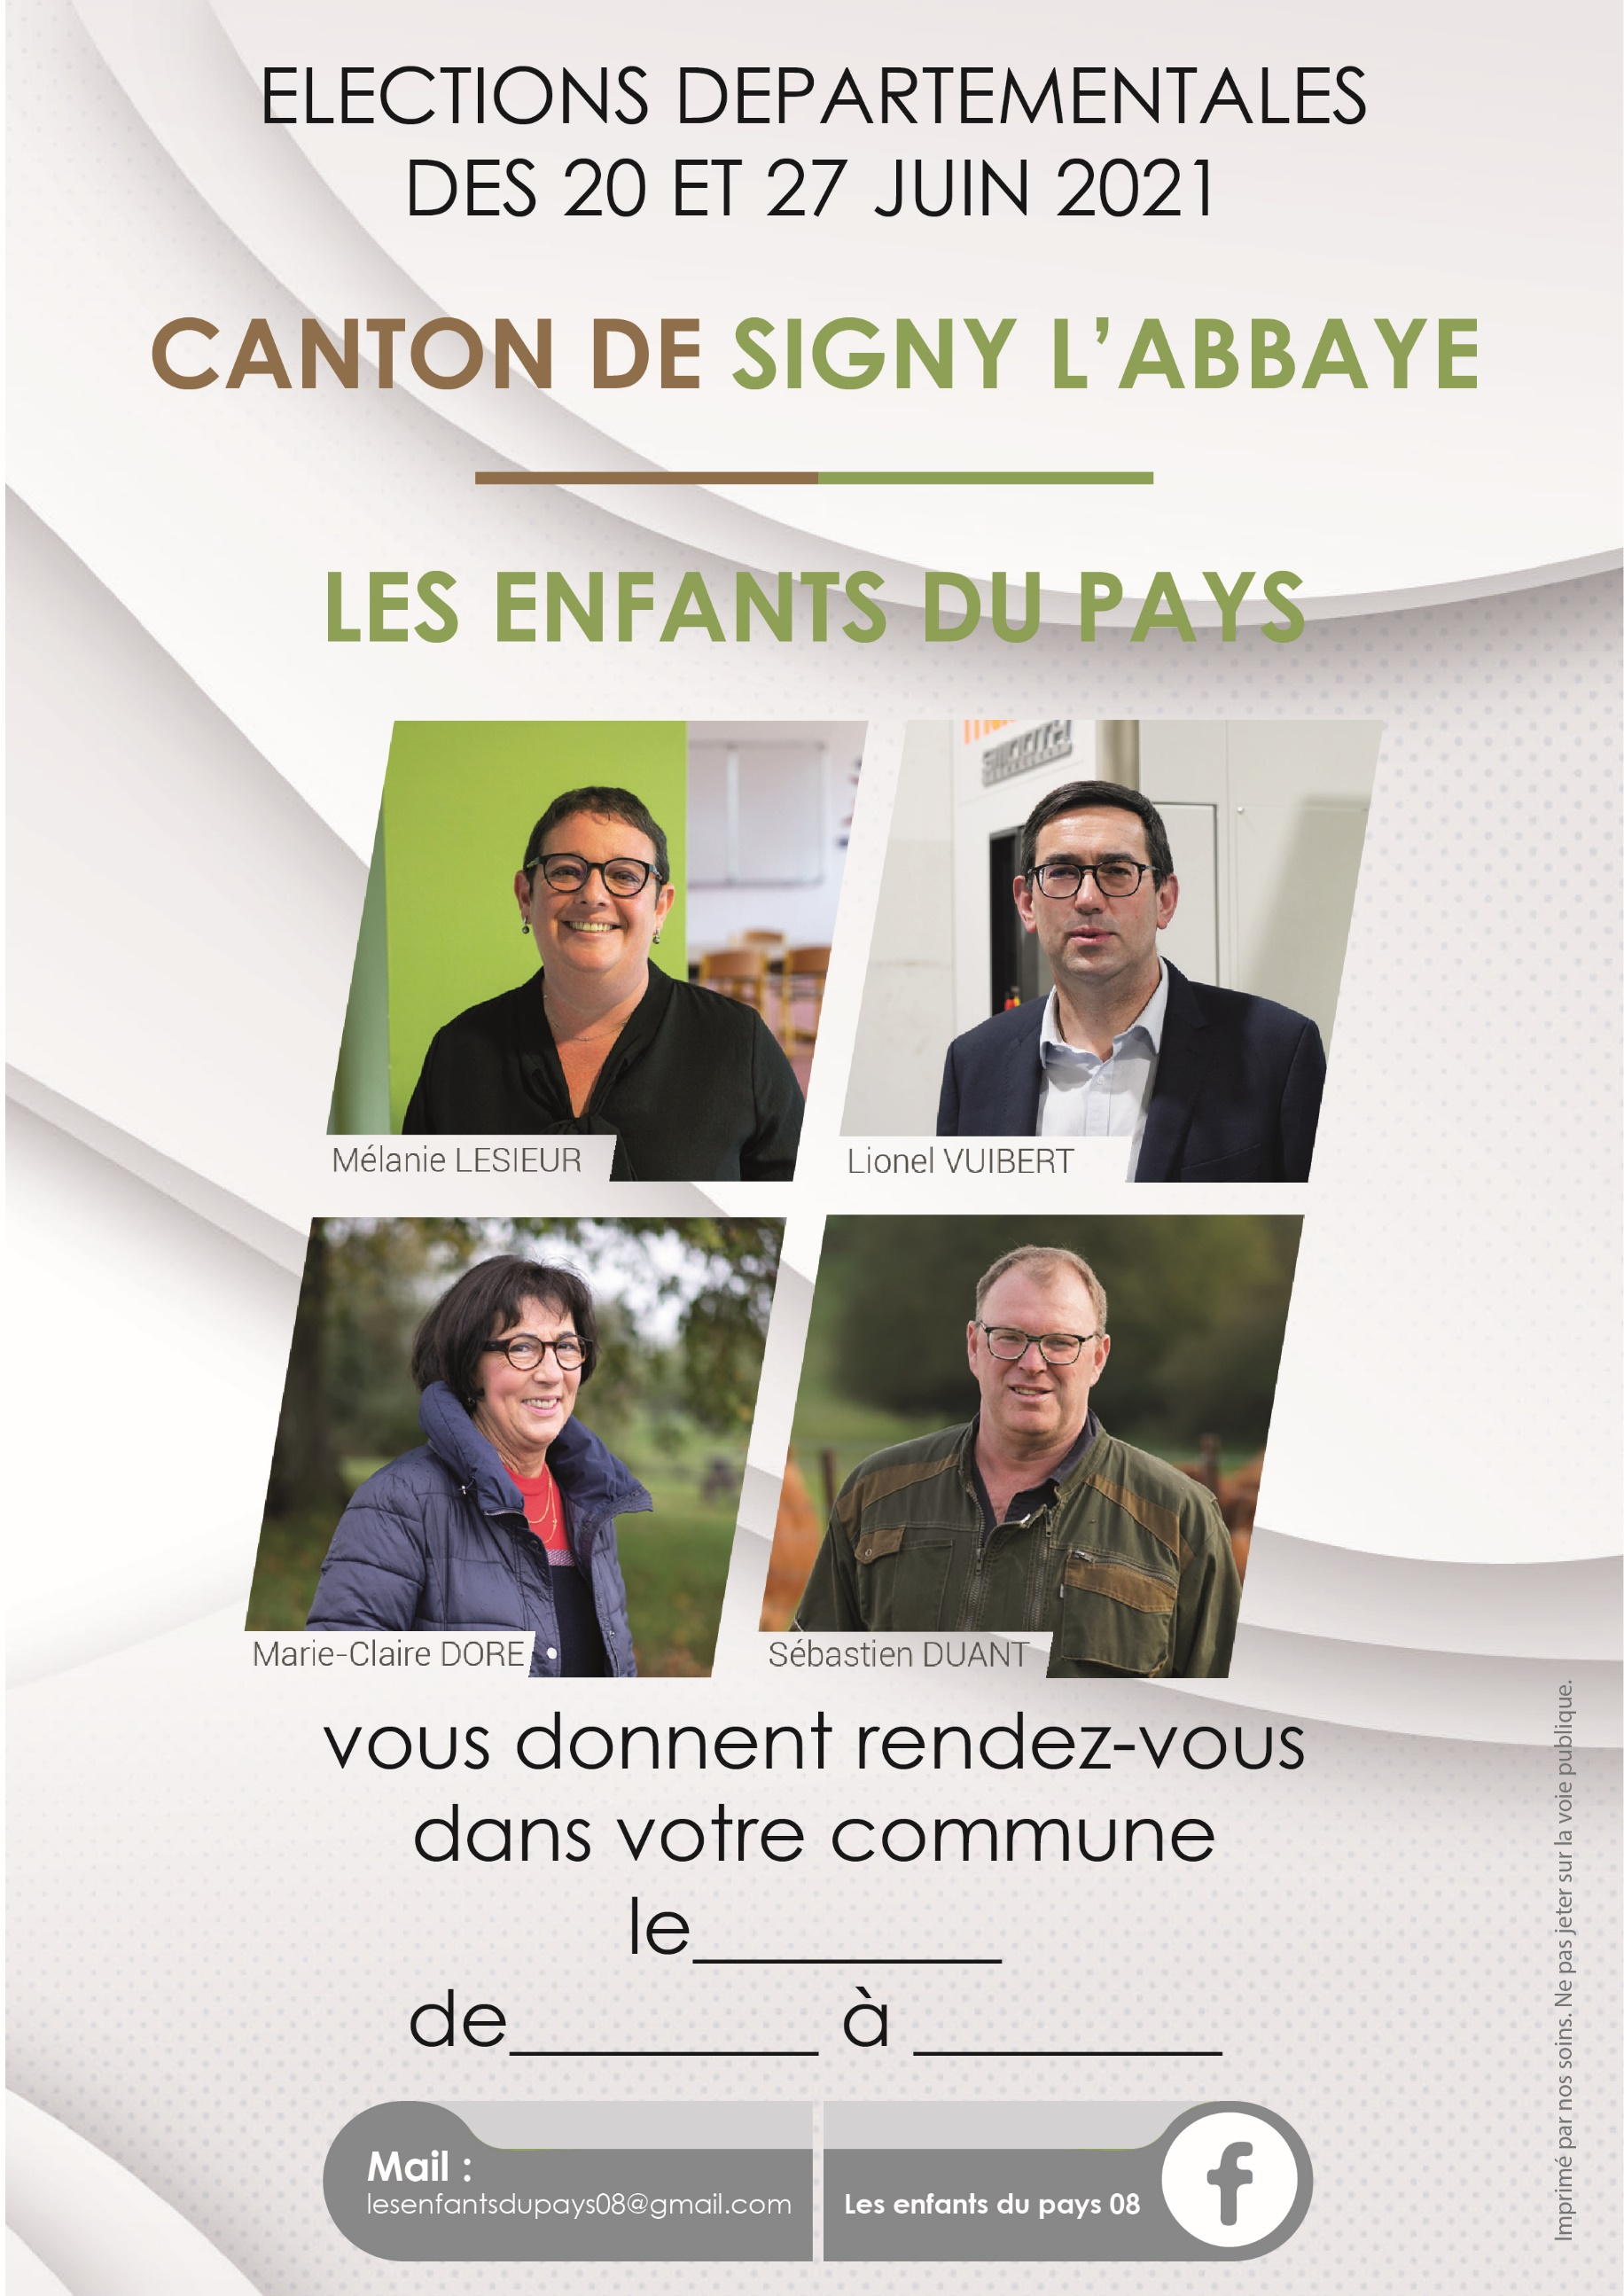 ELECTIONS DEPARTEMENTALES
DES 20 ET 27 JUIN 2021
CANTON DE SIGNY L'ABBAYE
LES ENFANTS DU PAYS
Mélanie LESIEUR
Lionel VUIBERT
Marie-Claire DORE
Sébastien DUANT
vous donnent rendez-vous
dans votre commune
le________
de________ à ________
Mail :
lesenfantsdupays08@gmail.com
Les enfants du pays 08
Imprimé par nos soins. Ne pas jeter sur la voie publique.